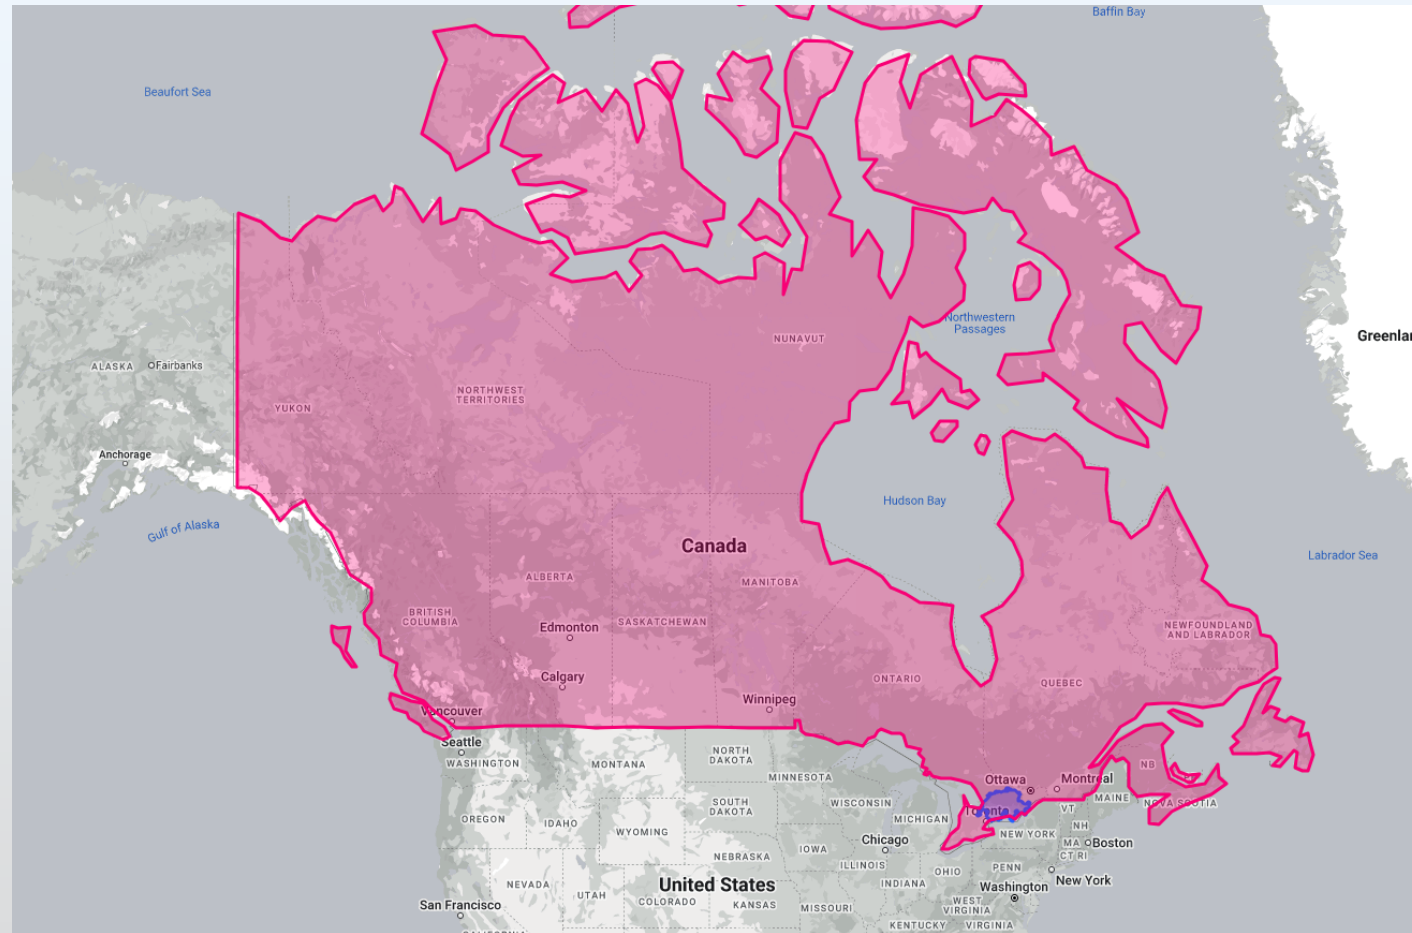 Baffin Bay
Beaufort Sea
Greenlan
Northwestern
Passages
NUNAVUT
ALASKA
Fairbanks
NORTHWEST
TERRITORIES
YUKON
Anchorage
Hudson Bay
Gulf of Alaska
Canada
Labrador Sea
ALBERTA
MANITOBA
BRITISH
COLUMBIA
SASKATCHEWAN
Edmonton
NEWFOUNDLAND
AND LABRADOR
Calgary
ONTARIO
QUEBEC
Winnipeg
Vancouver
Seattle
WASHINGTON
MONTANA
NORTH
DAKOTA
MINNESOTA
NB
Ottawa
Montreal
MAINE
NOVA SCOTIA
VT
Toronto
OREGON
IDAHO
SOUTH
DAKOTA
WISCONSIN
MICHIGAN
NH
NEW YORK
WYOMING
Chicago
IOWA
MA
Boston
CT RI
NEBRASKA
ILLINOIS
OHIO
PENN
New York
United States
INDIANA
Washington
NEVADA
UTAH
COLORADO
KANSAS
MISSOURI
WEST
VIRGINIA
San Francisco
KENTUCKY
VIRGINIA
CALIFORNIA